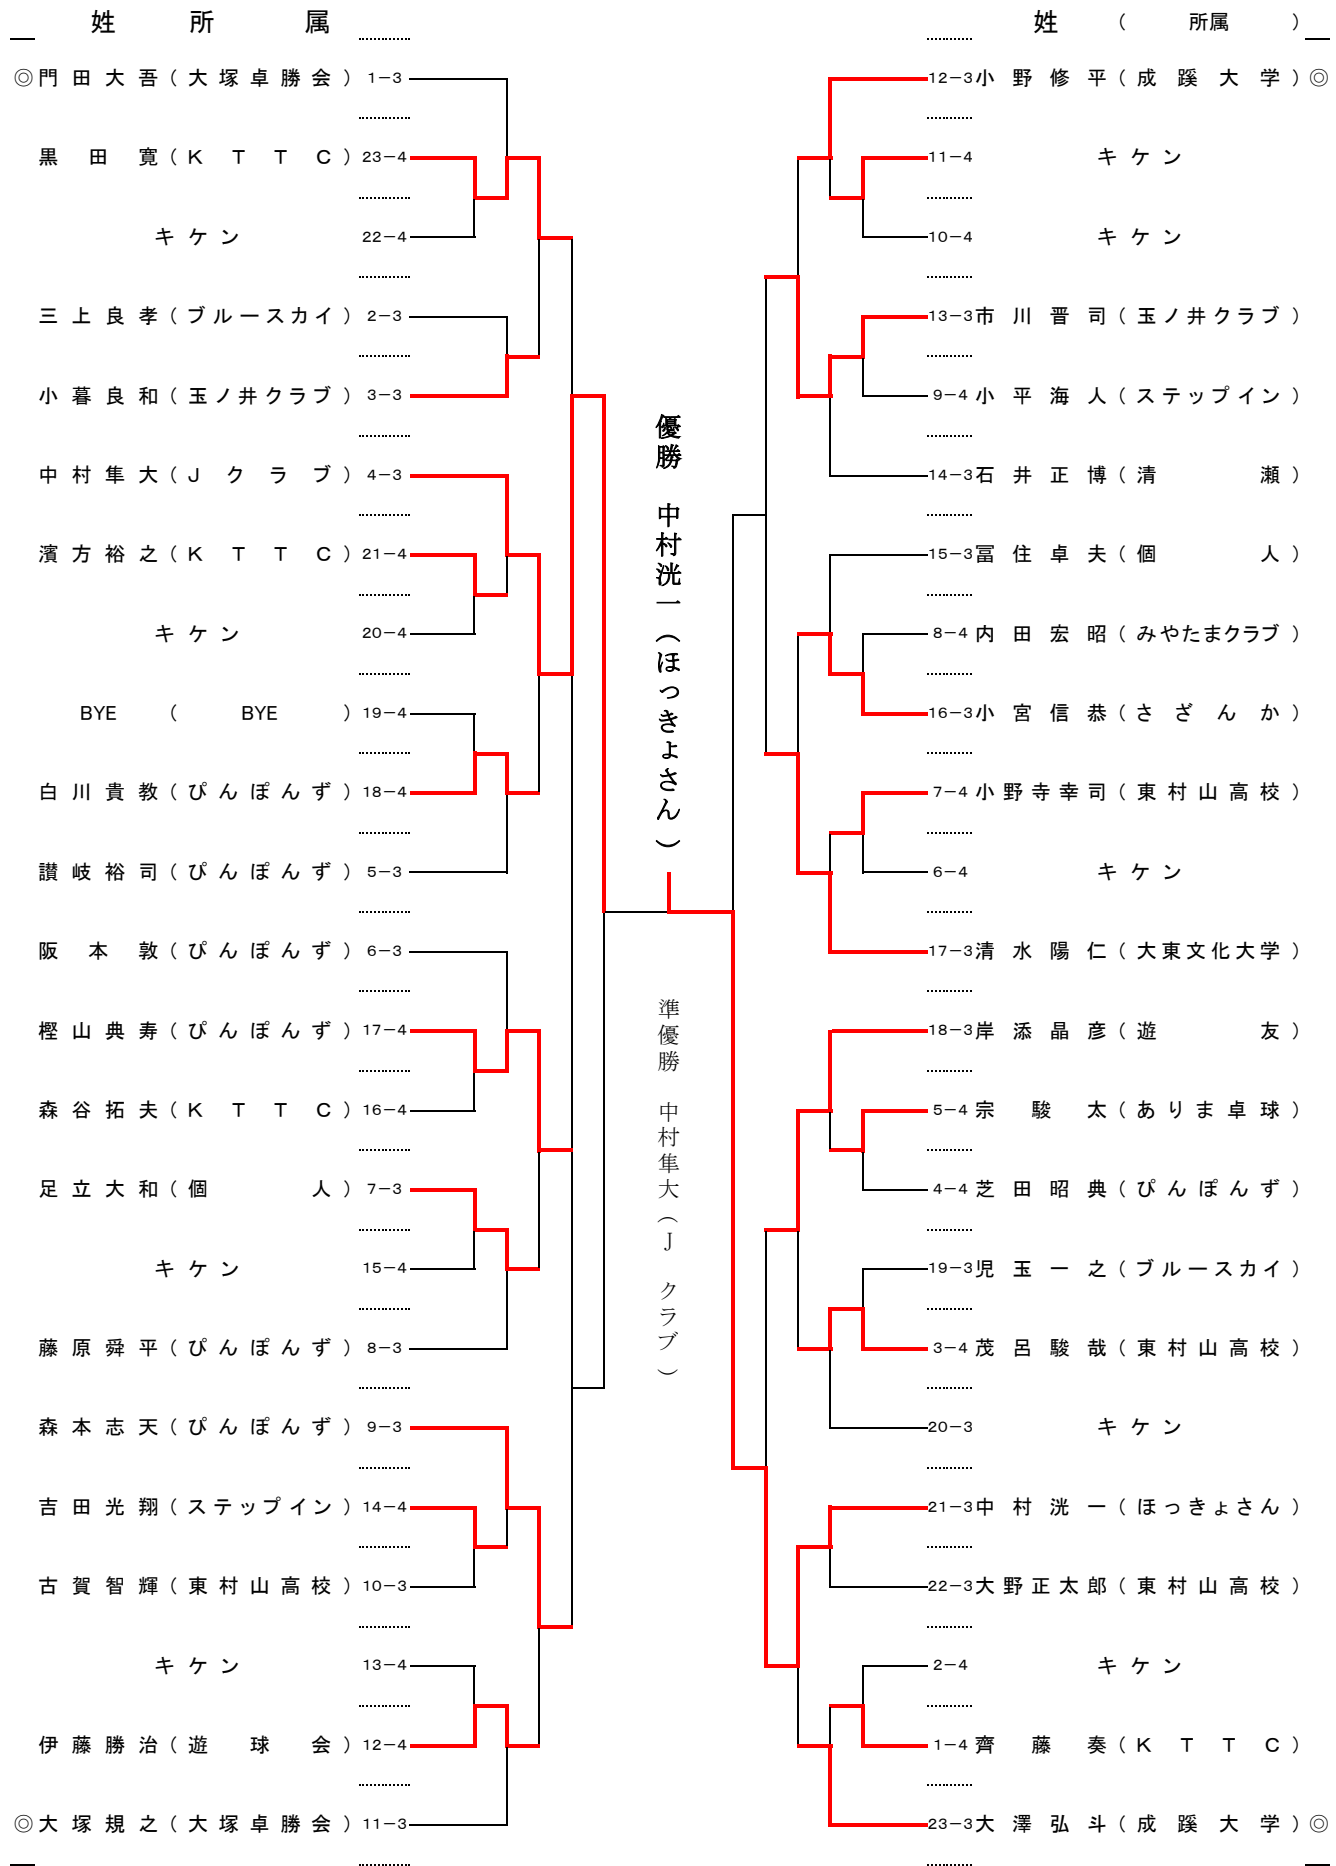 姓 所 属
◎門田大吾(大塚卓勝会) 1-3
黒田寛(KTTC) 23-4
キケン 22-4
三上良孝(ブルースカイ) 2-3
小暮良和(玉ノ井クラブ) 3-3
中村隼大(Jクラブ) 4-3
濱方裕之(KTTC) 21-4
キケン 20-4
BYE (BYE) 19-4
白川貴教(ぴんぽんず) 18-4
讃岐裕司(ぴんぽんず) 5-3
阪本敦(ぴんぽんず) 6-3
樫山典寿(ぴんぽんず) 17-4
森谷拓夫(KTTC) 16-4
足立大和(個人) 7-3
キケン 15-4
藤原舜平(ぴんぽんず) 8-3
森本志天(ぴんぽんず) 9-3
吉田光翔(ステップイン) 14-4
古賀智輝(東村山高校) 10-3
キケン 13-4
伊藤勝治(遊球会) 12-4
◎大塚規之(大塚卓勝会) 11-3
優勝 中村洸一(ほっきょさん)
準優勝 中村隼大(J クラブ)
姓 (所属)
12-3 小野修平(成蹊大学)◎
11-4 キケン
10-4 キケン
13-3 市川晋司(玉ノ井クラブ)
9-4 小平海人(ステップイン)
14-3 石井正博(清瀬)
15-3 冨住卓夫(個人)
8-4 内田宏昭(みやたまクラブ)
16-3 小宮信恭(さざんか)
7-4 小野寺幸司(東村山高校)
6-4 キケン
17-3 清水陽仁(大東文化大学)
18-3 岸添晶彦(遊友)
5-4 宗駿太(ありま卓球)
4-4 芝田昭典(ぴんぽんず)
19-3 児玉一之(ブルースカイ)
3-4 茂呂駿哉(東村山高校)
20-3 キケン
21-3 中村洸一(ほっきょさん)
22-3 大野正太郎(東村山高校)
2-4 キケン
1-4 齊藤奏(KTTC)
23-3 大澤弘斗(成蹊大学)◎